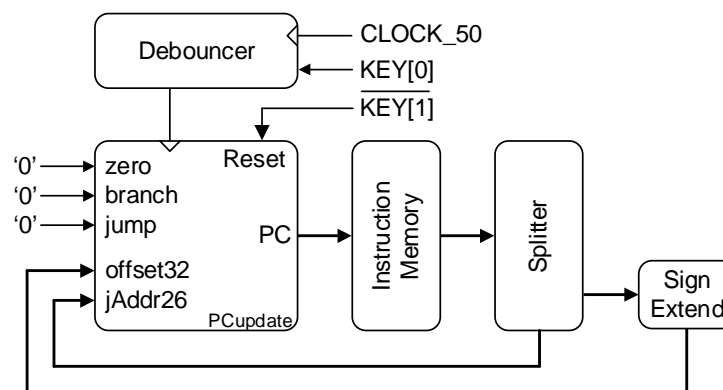 Debouncer
CLOCK_50
KEY[0]
KEY[1]
'0'
zero
'0'
branch
'0'
jump
offset32
jAddr26
Reset
PC
PCupdate
Instruction
Memory
Splitter
Sign
Extend